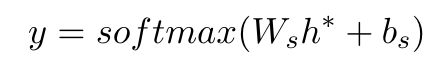 y = softmax(W_s h* + b_s)